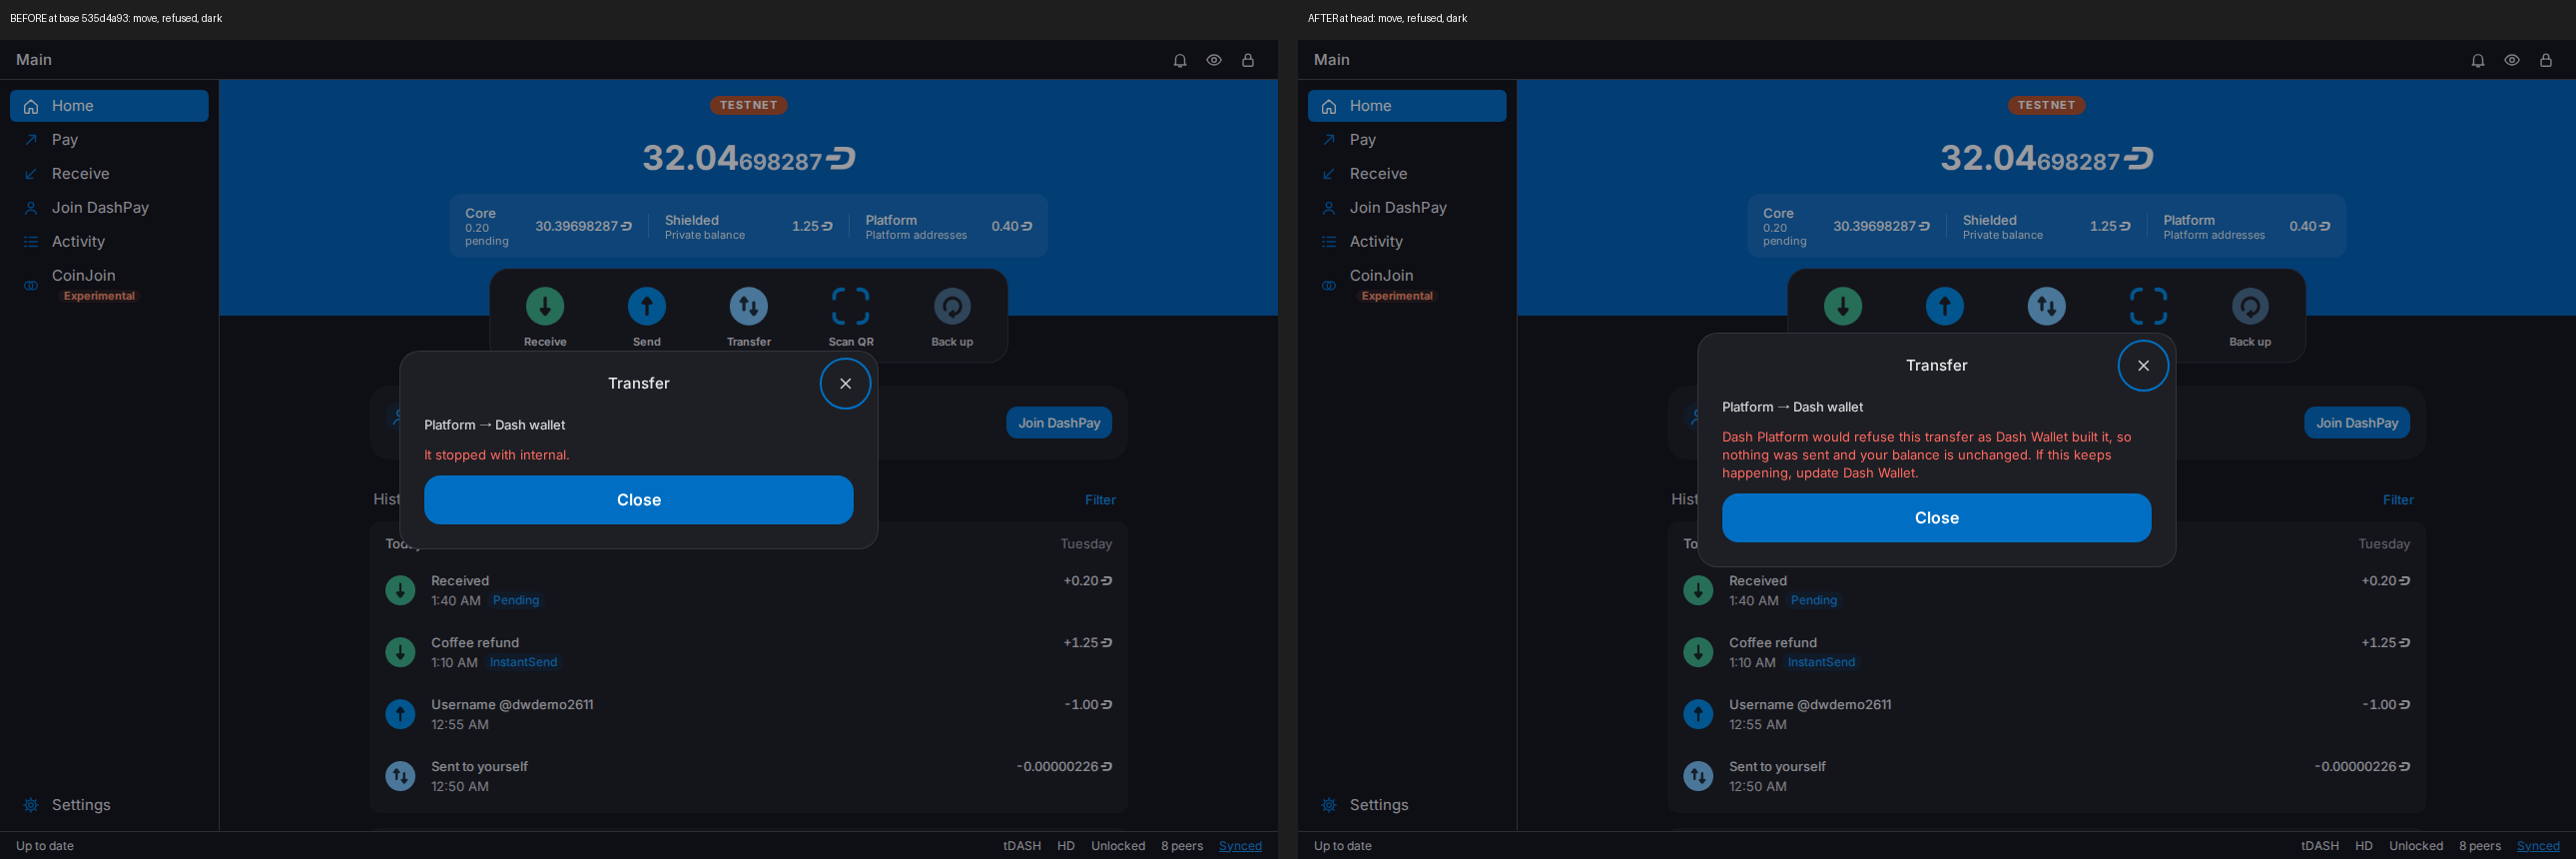 BEFORE at base 535d4a93: move, refused, dark
Main
Home
Pay
Receive
Join DashPay
Activity
CoinJoin
Experimental
Settings
TESTNET
32.04698287
Core
0.20
pending
30.39698287
Shielded
Private balance
1.25
Platform
Platform addresses
0.40
Receive
Send
Transfer
Scan QR
Back up
Transfer
Platform → Dash wallet
It stopped with internal.
Close
Join DashPay
Filter
Tuesday
Received
1:40 AM Pending
+0.20
Coffee refund
1:10 AM InstantSend
+1.25
Username @dwdemo2611
12:55 AM
-1.00
Sent to yourself
12:50 AM
-0.00000226
Up to date
tDASH HD Unlocked 8 peers Synced
AFTER at head: move, refused, dark
Main
Home
Pay
Receive
Join DashPay
Activity
CoinJoin
Experimental
Settings
TESTNET
32.04698287
Core
0.20
pending
30.39698287
Shielded
Private balance
1.25
Platform
Platform addresses
0.40
Back up
Transfer
Platform → Dash wallet
Dash Platform would refuse this transfer as Dash Wallet built it, so
nothing was sent and your balance is unchanged. If this keeps
happening, update Dash Wallet.
Close
Join DashPay
Filter
Tuesday
Received
1:40 AM Pending
+0.20
Coffee refund
1:10 AM InstantSend
+1.25
Username @dwdemo2611
12:55 AM
-1.00
Sent to yourself
12:50 AM
-0.00000226
Up to date
tDASH HD Unlocked 8 peers Synced